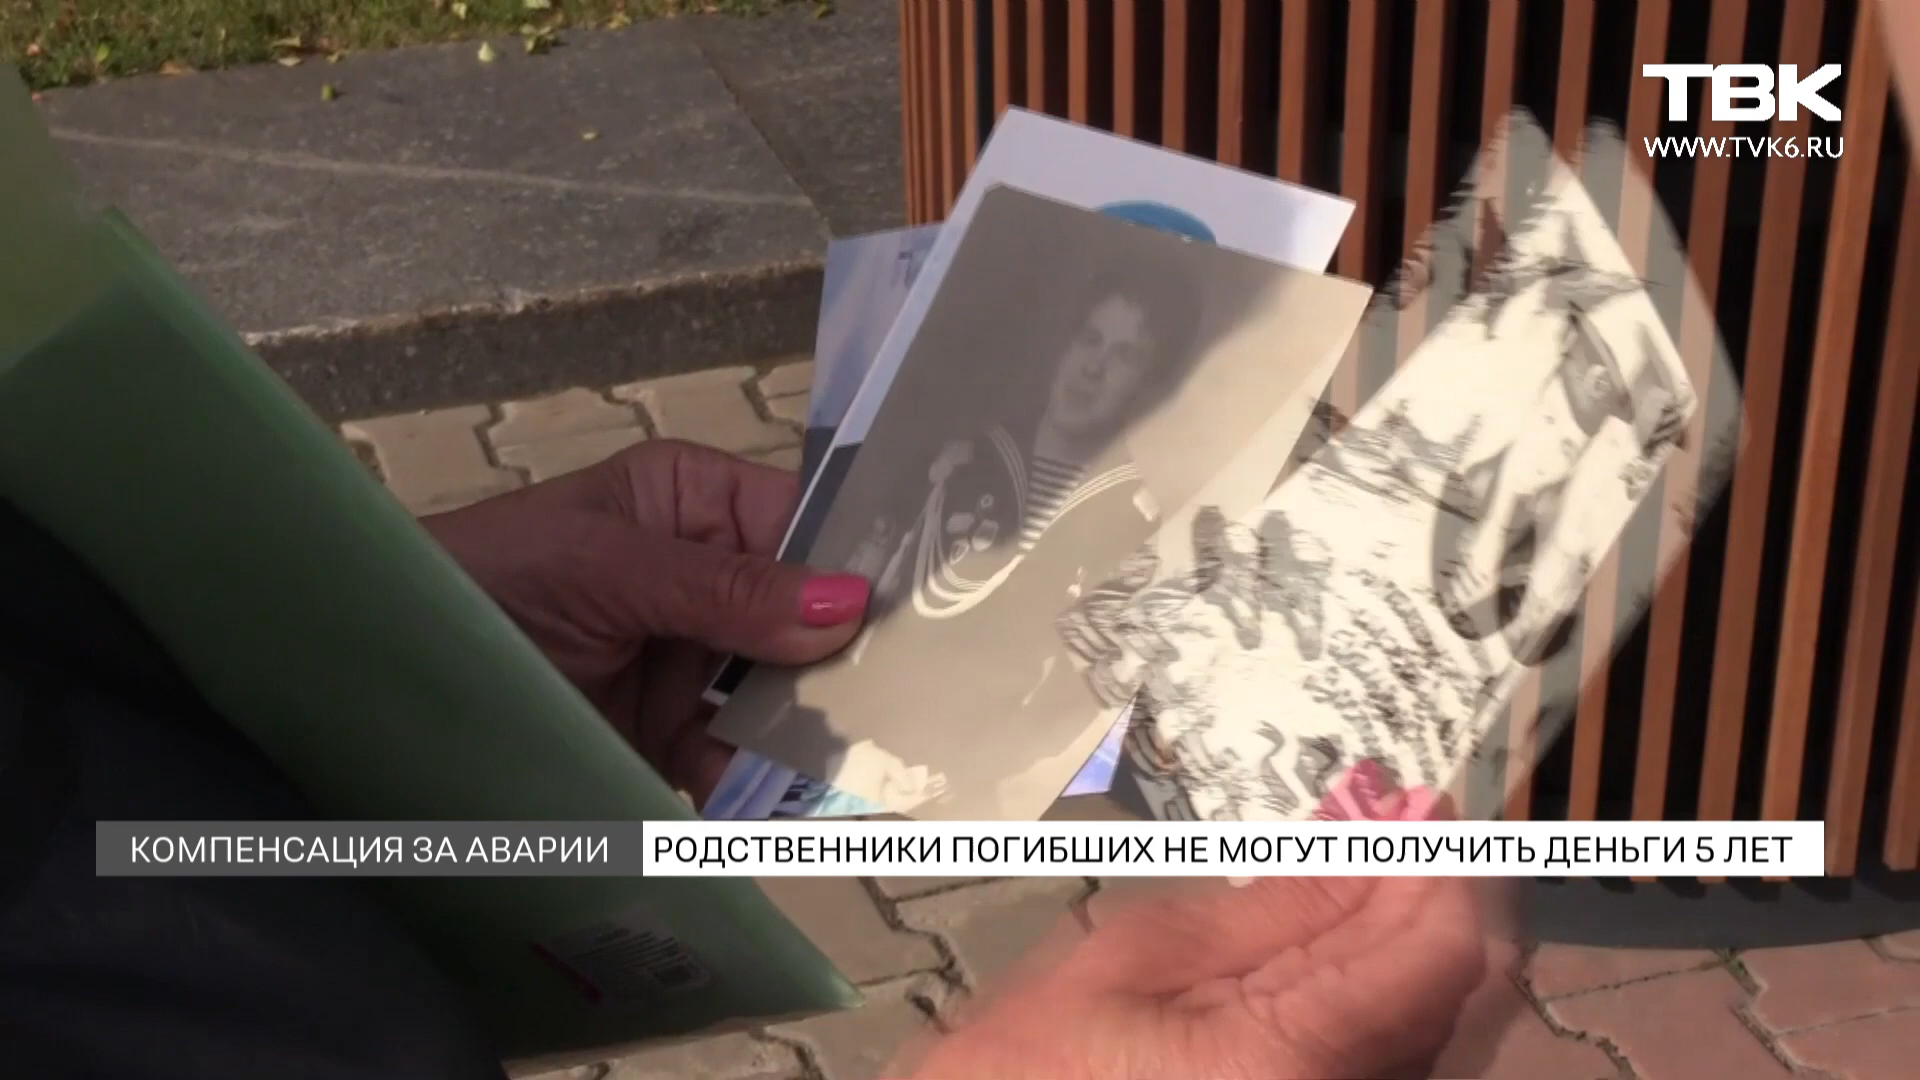 ТВК
WWW.TVK6.RU
КОМПЕНСАЦИЯ ЗА АВАРИИ
РОДСТВЕННИКИ ПОГИБШИХ НЕ МОГУТ ПОЛУЧИТЬ ДЕНЬГИ 5 ЛЕТ